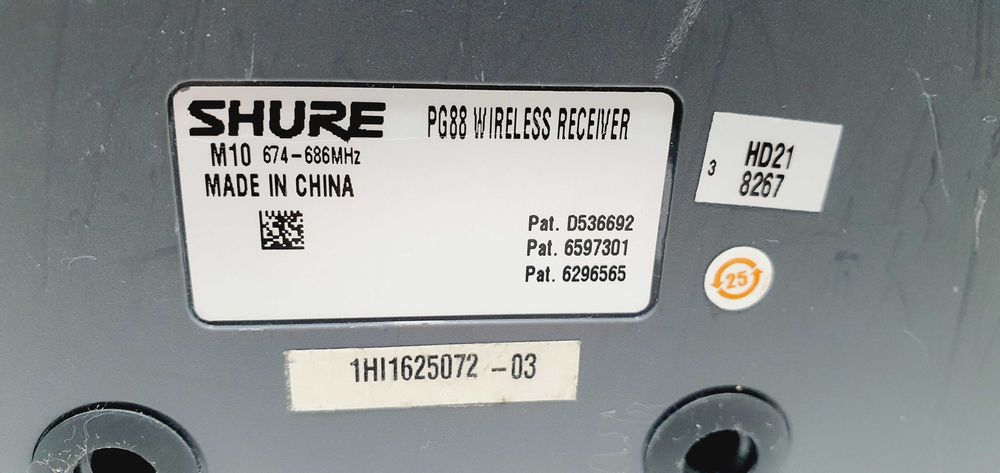 SHURE
PG88 WIRELESS RECEIVER
M10 674-686MHz
MADE IN CHINA
Pat. D536692
Pat. 6597301
Pat. 6296565
3
HD21
8267
25
1HI1625072 -03